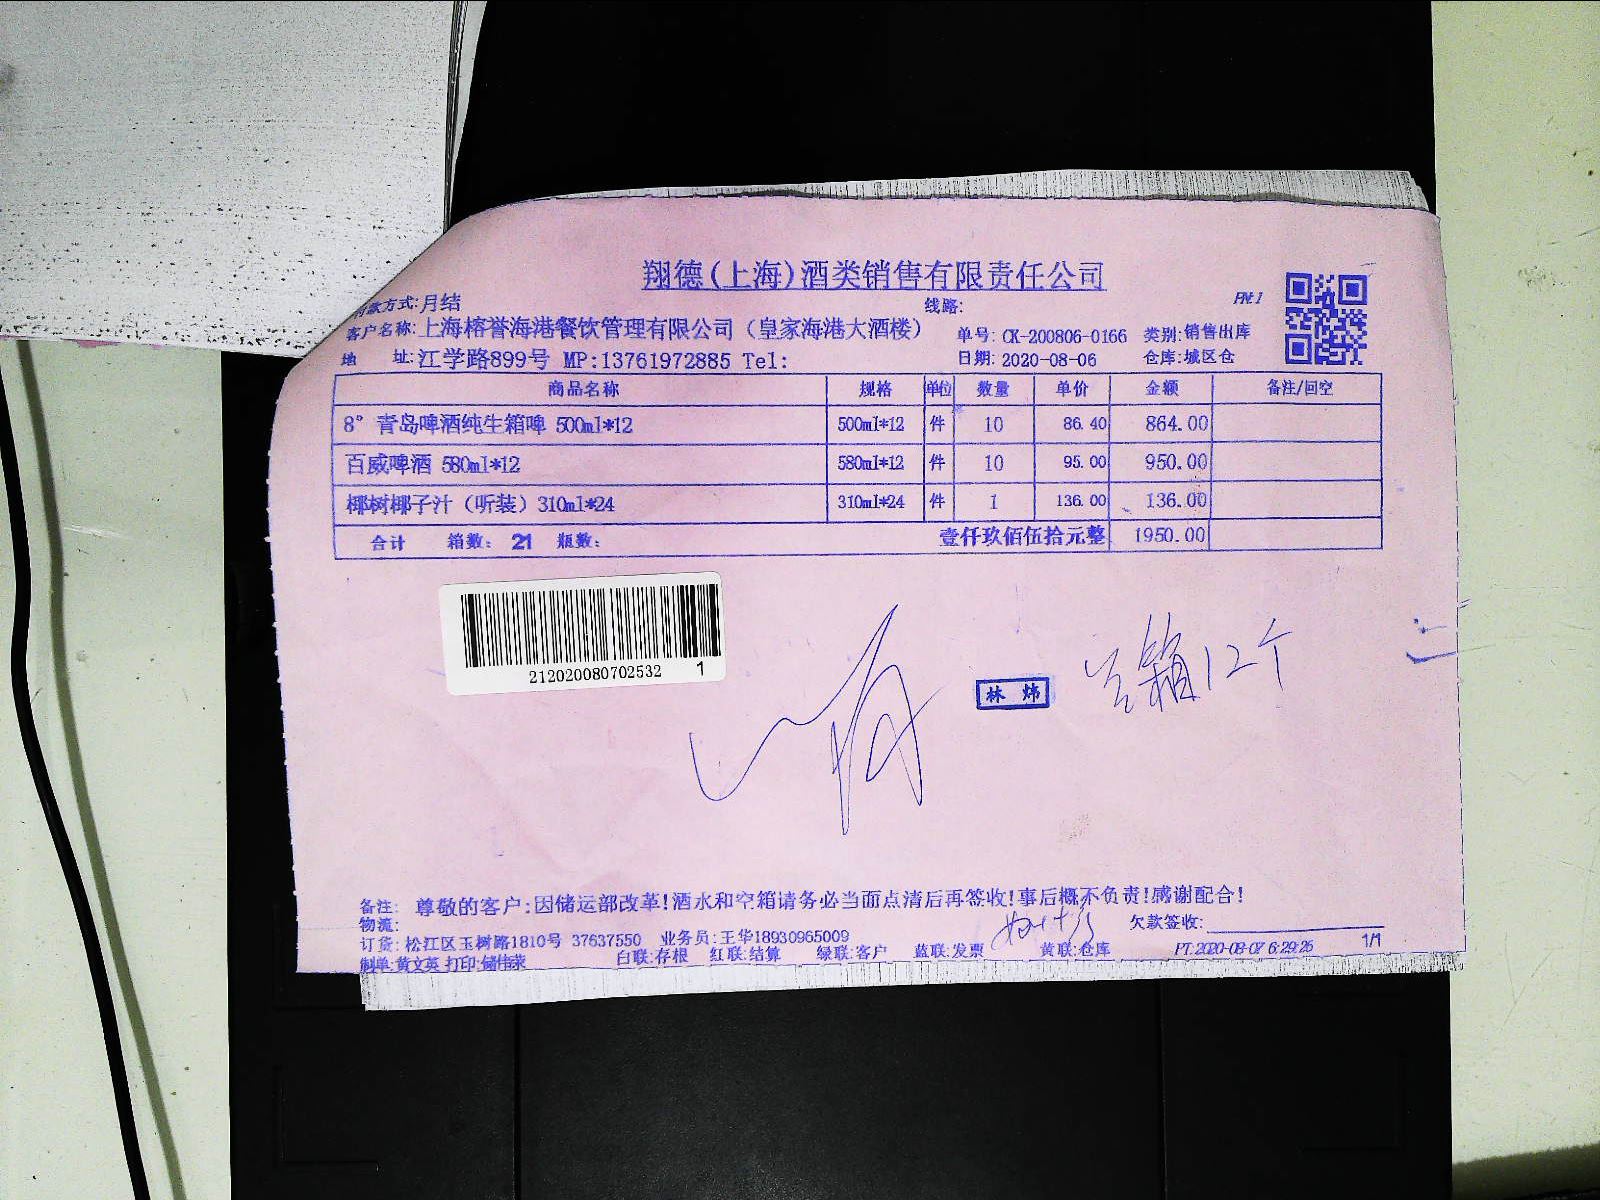 翔德(上海)酒类销售有限责任公司
付款方式:月结 线路: PN:1
客户名称:上海榕誉海港餐饮管理有限公司（皇家海港大酒楼） 单号: CK-200806-0166 类别:销售出库
地 址:江学路899号 MP:13761972885 Tel: 日期: 2020-08-06 仓库:城区仓
商品名称 规格 单位 数量 单价 金额 备注/回空
8° 青岛啤酒纯生箱啤 500ml*12 500ml*12 件 10 86.40 864.00
百威啤酒 580ml*12 580ml*12 件 10 95.00 950.00
椰树椰子汁（听装）310ml*24 310ml*24 件 1 136.00 136.00
合计 箱数: 21 瓶数: 壹仟玖佰伍拾元整 1950.00
212020080702532 1
林 炜
空箱12个
备注: 尊敬的客户:因储运部改革!酒水和空箱请务必当面点清后再签收!事后概不负责!感谢配合!
物流: 欠款签收:
订货: 松江区玉树路1810号 37637550 业务员:王华18930965009
制单:黄文英 打印:储伟荣 白联:存根 红联:结算 绿联:客户 蓝联:发票 黄联:仓库 PT:2020-08-07 6:29:25 1/1